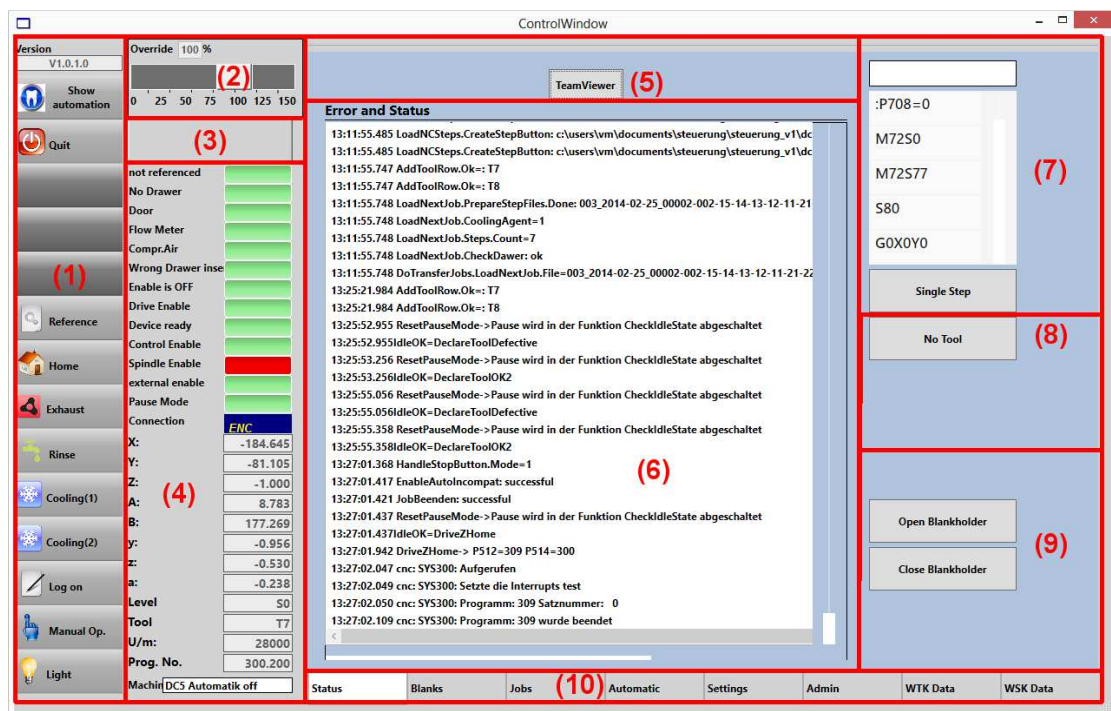 ControlWindow
Version
V1.0.1.0
Show automation
Quit
(1)
Reference
Home
Exhaust
Rinse
Cooling(1)
Cooling(2)
Log on
Manual Op.
Light
Override 100 %
(2)
0 25 50 75 100 125 150
(3)
not referenced
No Drawer
Door
Flow Meter
Compr.Air
Wrong Drawer inse
Enable is OFF
Drive Enable
Device ready
Control Enable
Spindle Enable
external enable
Pause Mode
Connection ENC
X: -184.645
Y: -81.105
Z: -1.000
(4)
A: 8.783
B: 177.269
y: -0.956
z: -0.530
a: -0.238
Level S0
Tool T7
U/m: 28000
Prog. No. 300.200
Machin DC5 Automatik off
TeamViewer (5)
Error and Status
13:11:55.485 LoadNCSteps.CreateStepButton: c:\users\vm\documents\steuerung\steuerung_v1\dc
13:11:55.485 LoadNCSteps.CreateStepButton: c:\users\vm\documents\steuerung\steuerung_v1\dc
13:11:55.747 AddToolRow.Ok=: T7
13:11:55.747 AddToolRow.Ok=: T8
13:11:55.748 LoadNextJob.PrepareStepFiles.Done: 003_2014-02-25_00002-002-15-14-13-12-11-21
13:11:55.748 LoadNextJob.CoolingAgent=1
13:11:55.748 LoadNextJob.Steps.Count=7
13:11:55.748 LoadNextJob.CheckDawer: ok
13:11:55.748 DoTransferJobs.LoadNextJob.File=003_2014-02-25_00002-002-15-14-13-12-11-21-22
13:25:21.984 AddToolRow.Ok=: T7
13:25:21.984 AddToolRow.Ok=: T8
13:25:52.955 ResetPauseMode->Pause wird in der Funktion CheckIdleState abgeschaltet
13:25:52.955IdleOK=DeclareToolDefective
13:25:53.256 ResetPauseMode->Pause wird in der Funktion CheckIdleState abgeschaltet
13:25:53.256IdleOK=DeclareToolOK2
13:25:55.056 ResetPauseMode->Pause wird in der Funktion CheckIdleState abgeschaltet
13:25:55.056IdleOK=DeclareToolDefective
13:25:55.358 ResetPauseMode->Pause wird in der Funktion CheckIdleState abgeschaltet
13:25:55.358IdleOK=DeclareToolOK2
13:27:01.368 HandleStopButton.Mode=1
(6)
13:27:01.417 EnableAutoIncompat: successful
13:27:01.421 JobBeenden: successful
13:27:01.437 ResetPauseMode->Pause wird in der Funktion CheckIdleState abgeschaltet
13:27:01.437IdleOK=DriveZHome
13:27:01.942 DriveZHome-> P512=309 P514=300
13:27:02.047 cnc: SYS300: Aufgerufen
13:27:02.049 cnc: SYS300: Setzte die Interrupts test
13:27:02.050 cnc: SYS300: Programm: 309 Satznummer: 0
13:27:02.109 cnc: SYS300: Programm: 309 wurde beendet
:P708=0
M72S0
M72S77
(7)
S80
G0X0Y0
Single Step
No Tool (8)
Open Blankholder
(9)
Close Blankholder
Status Blanks Jobs (10) Automatic Settings Admin WTK Data WSK Data